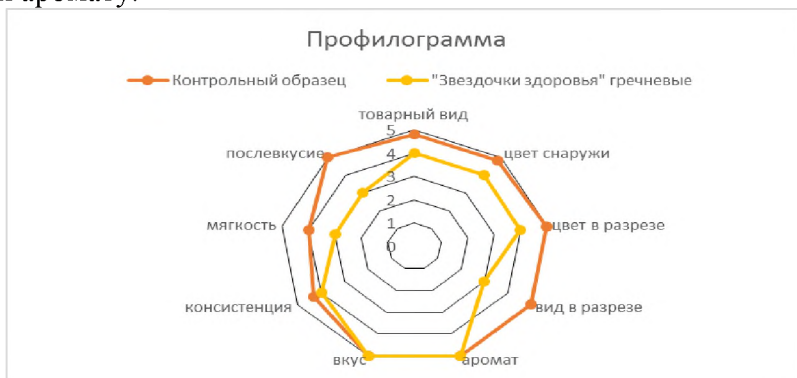 и аромату.
Профилограмма
Контрольный образец
"Звездочки здоровья" гречневые
товарный вид
5
послевкусие
4
цвет снаружи
3
2
мягкость
1
цвет в разрезе
0
консистенция
вид в разрезе
вкус
аромат